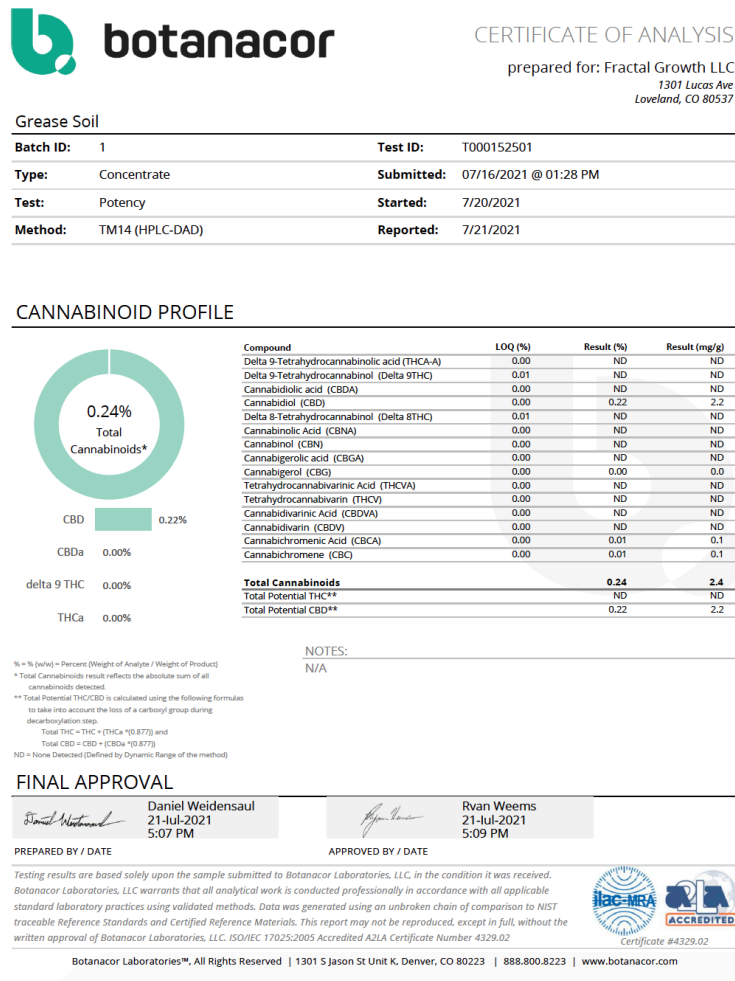 botanacor
CERTIFICATE OF ANALYSIS
prepared for: Fractal Growth LLC
1301 Lucas Ave
Loveland, CO 80537
Grease Soil
Batch ID: 1 Test ID: T000152501
Type: Concentrate Submitted: 07/16/2021 @ 01:28 PM
Test: Potency Started: 7/20/2021
Method: TM14 (HPLC-DAD) Reported: 7/21/2021
CANNABINOID PROFILE
0.24%
Total
Cannabinoids*
CBD 0.22%
CBDa 0.00%
delta 9 THC 0.00%
THCa 0.00%
Compound LOQ (%) Result (%) Result (mg/g)
Delta 9-Tetrahydrocannabinolic acid (THCA-A) 0.00 ND ND
Delta 9-Tetrahydrocannabinol (Delta 9THC) 0.01 ND ND
Cannabidiolic acid (CBDA) 0.00 ND ND
Cannabidiol (CBD) 0.00 0.22 2.2
Delta 8-Tetrahydrocannabinol (Delta 8THC) 0.01 ND ND
Cannabinolic Acid (CBNA) 0.00 ND ND
Cannabinol (CBN) 0.00 ND ND
Cannabigerolic acid (CBGA) 0.00 ND ND
Cannabigerol (CBG) 0.00 0.00 0.0
Tetrahydrocannabivarinic Acid (THCVA) 0.00 ND ND
Tetrahydrocannabivarin (THCV) 0.00 ND ND
Cannabidivarinic Acid (CBDVA) 0.00 ND ND
Cannabidivarin (CBDV) 0.00 ND ND
Cannabichromenic Acid (CBCA) 0.00 0.01 0.1
Cannabichromene (CBC) 0.00 0.01 0.1
Total Cannabinoids 0.24 2.4
Total Potential THC** ND ND
Total Potential CBD** 0.22 2.2
NOTES:
N/A
% = % (w/w) = Percent (Weight of Analyte / Weight of Product)
* Total Cannabinoids result reflects the absolute sum of all
cannabinoids detected.
** Total Potential THC/CBD is calculated using the following formulas
to take into account the loss of a carboxyl group during
decarboxylation step.
Total THC = THC + (THCa *(0.877)) and
Total CBD = CBD + (CBDa *(0.877))
ND = None Detected (Defined by Dynamic Range of the method)
FINAL APPROVAL
Daniel Weidensaul
21-Iul-2021
5:07 PM
PREPARED BY / DATE
Rvan Weems
21-Iul-2021
5:09 PM
APPROVED BY / DATE
Testing results are based solely upon the sample submitted to Botanacor Laboratories, LLC, in the condition it was received.
Botanacor Laboratories, LLC warrants that all analytical work is conducted professionally in accordance with all applicable
standard laboratory practices using validated methods. Data was generated using an unbroken chain of comparison to NIST
traceable Reference Standards and Certified Reference Materials. This report may not be reproduced, except in full, without the
written approval of Botanacor Laboratories, LLC. ISO/IEC 17025:2005 Accredited A2LA Certificate Number 4329.02
ilac-MRA
A2LA
ACCREDITED
Certificate #4329.02
Botanacor Laboratories™, All Rights Reserved | 1301 S Jason St Unit K, Denver, CO 80223 | 888.800.8223 | www.botanacor.com